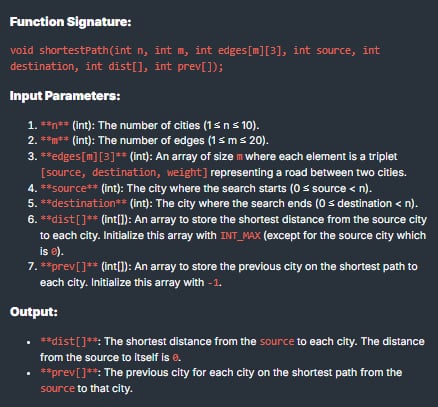 Function Signature:
void shortestPath(int n, int m, int edges[m][3], int source, int
destination, int dist[], int prev[]);
Input Parameters:
1. **n** (int): The number of cities (1 ≤ n ≤ 10).
2. **m** (int): The number of edges (1 ≤ m ≤ 20).
3. **edges[m][3]** (int): An array of size m where each element is a triplet
[source, destination, weight] representing a road between two cities.
4. **source** (int): The city where the search starts (0 ≤ source < n).
5. **destination** (int): The city where the search ends (0 ≤ destination < n).
6. **dist[]** (int[]): An array to store the shortest distance from the source city
to each city. Initialize this array with INT_MAX (except for the source city which
is 0).
7. **prev[]** (int[]): An array to store the previous city on the shortest path to
each city. Initialize this array with -1.
Output:
• **dist[]**: The shortest distance from the source to each city. The distance
from the source to itself is 0.
• **prev[]**: The previous city for each city on the shortest path from the
source to that city.